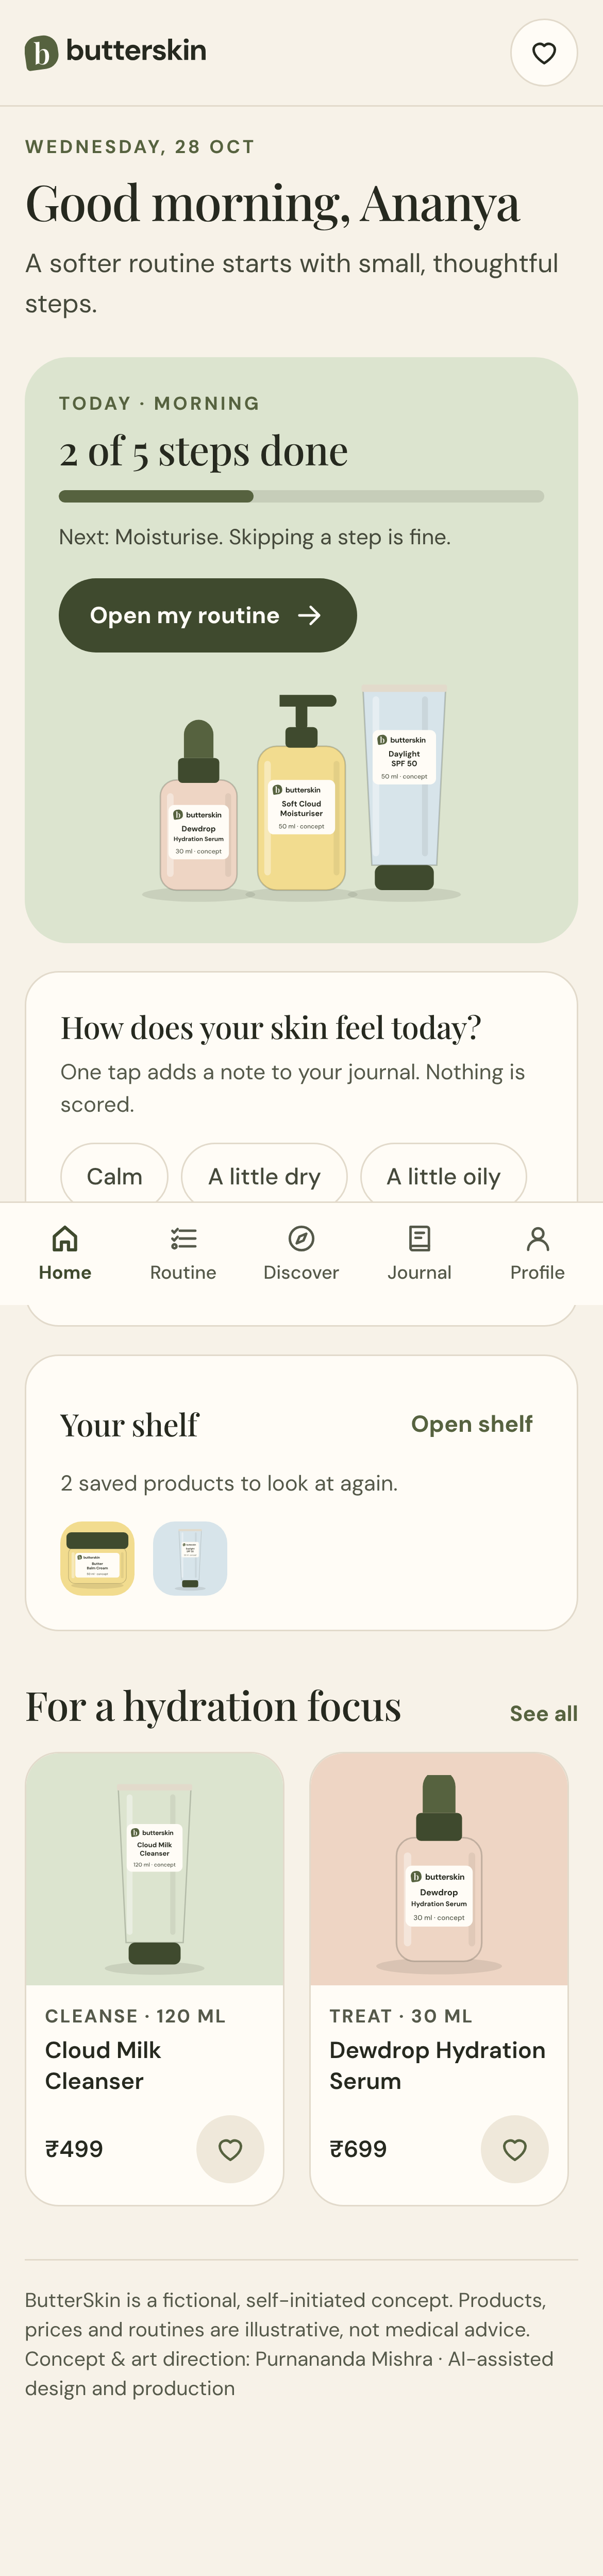 butterskin
WEDNESDAY, 28 OCT
Good morning, Ananya
A softer routine starts with small, thoughtful
steps.
TODAY · MORNING
2 of 5 steps done
Next: Moisturise. Skipping a step is fine.
Open my routine
butterskin
Dewdrop
Hydration Serum
30 ml · concept
butterskin
Soft Cloud
Moisturiser
50 ml · concept
butterskin
Daylight
SPF 50
50 ml · concept
How does your skin feel today?
One tap adds a note to your journal. Nothing is
scored.
Calm
A little dry
A little oily
Home
Routine
Discover
Journal
Profile
Your shelf
Open shelf
2 saved products to look at again.
butterskin
Butter
Balm Cream
For a hydration focus
See all
butterskin
Cloud Milk
Cleanser
120 ml · concept
butterskin
Dewdrop
Hydration Serum
30 ml · concept
CLEANSE · 120 ML
Cloud Milk
Cleanser
₹499
TREAT · 30 ML
Dewdrop Hydration
Serum
₹699
ButterSkin is a fictional, self-initiated concept. Products,
prices and routines are illustrative, not medical advice.
Concept & art direction: Purnananda Mishra · AI-assisted
design and production